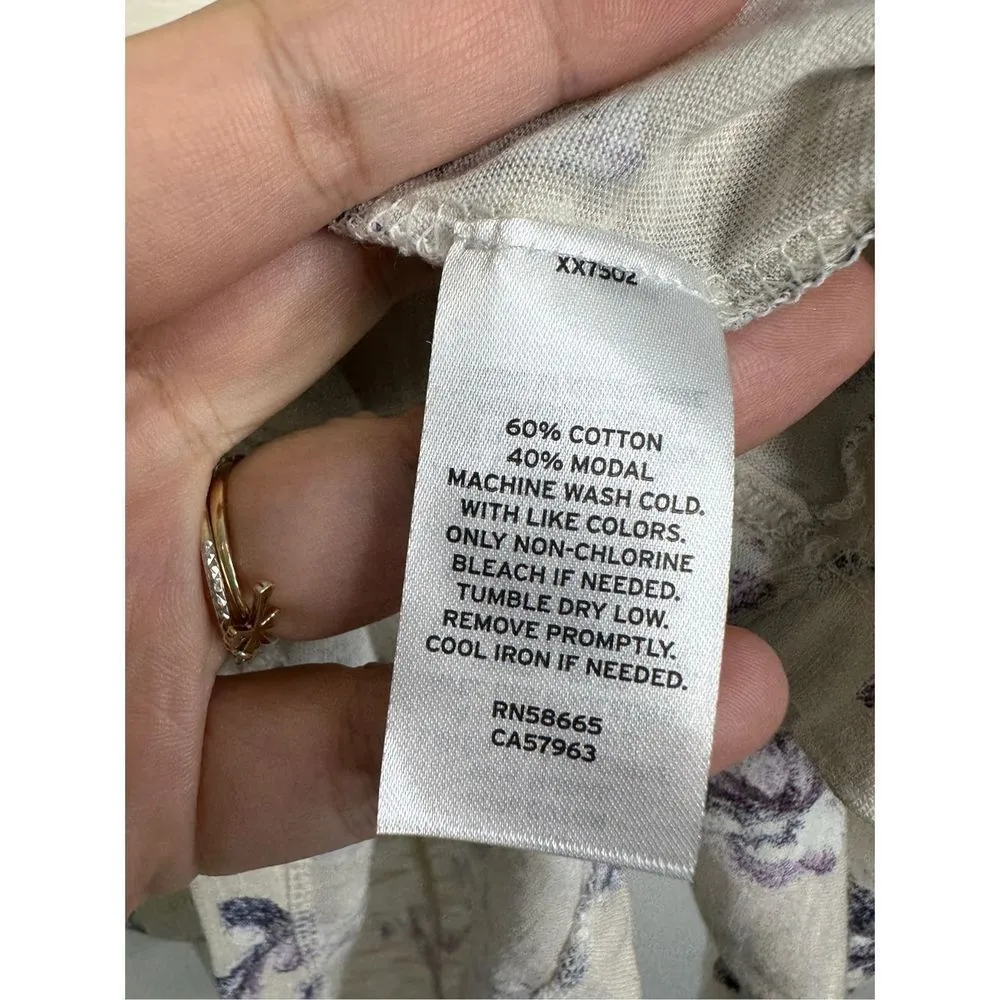 XX7502
60% COTTON
40% MODAL
MACHINE WASH COLD.
WITH LIKE COLORS.
ONLY NON-CHLORINE
BLEACH IF NEEDED.
TUMBLE DRY LOW.
REMOVE PROMPTLY.
COOL IRON IF NEEDED.
RN58665
CA57963